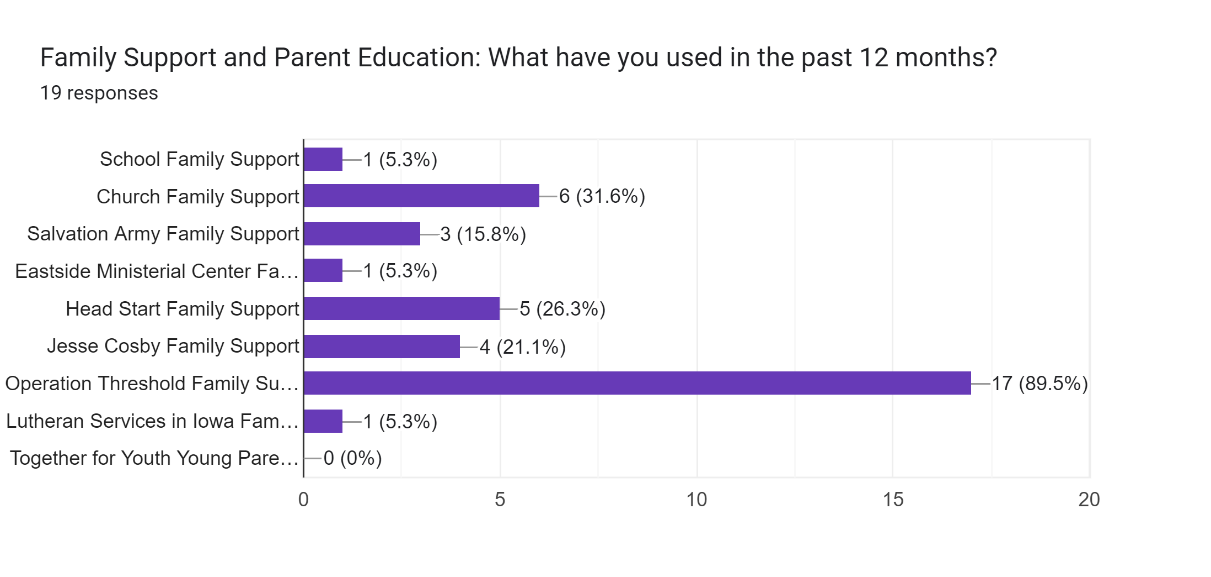 Family Support and Parent Education: What have you used in the past 12 months?
19 responses
School Family Support 1 (5.3%)
Church Family Support 6 (31.6%)
Salvation Army Family Support 3 (15.8%)
Eastside Ministerial Center Fa… 1 (5.3%)
Head Start Family Support 5 (26.3%)
Jesse Cosby Family Support 4 (21.1%)
Operation Threshold Family Su… 17 (89.5%)
Lutheran Services in Iowa Fam… 1 (5.3%)
Together for Youth Young Pare… 0 (0%)
0 5 10 15 20